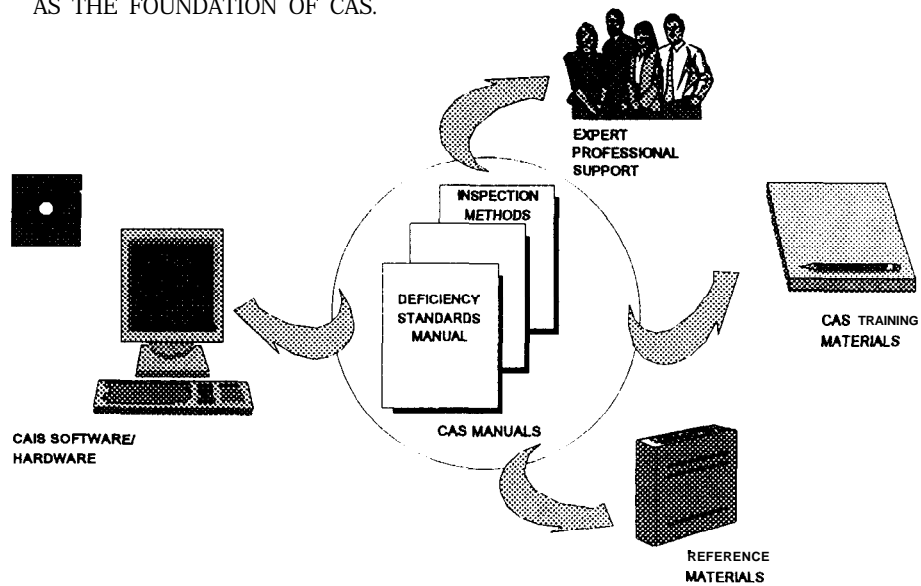 AS THE FOUNDATION OF CAS.
EXPERT
PROFESSIONAL
SUPPORT
INSPECTION
METHODS
DEFICIENCY
STANDARDS
MANUAL
CAS MANUALS
CAS TRAINING
MATERIALS
CAIS SOFTWARE/
HARDWARE
REFERENCE
MATERIALS